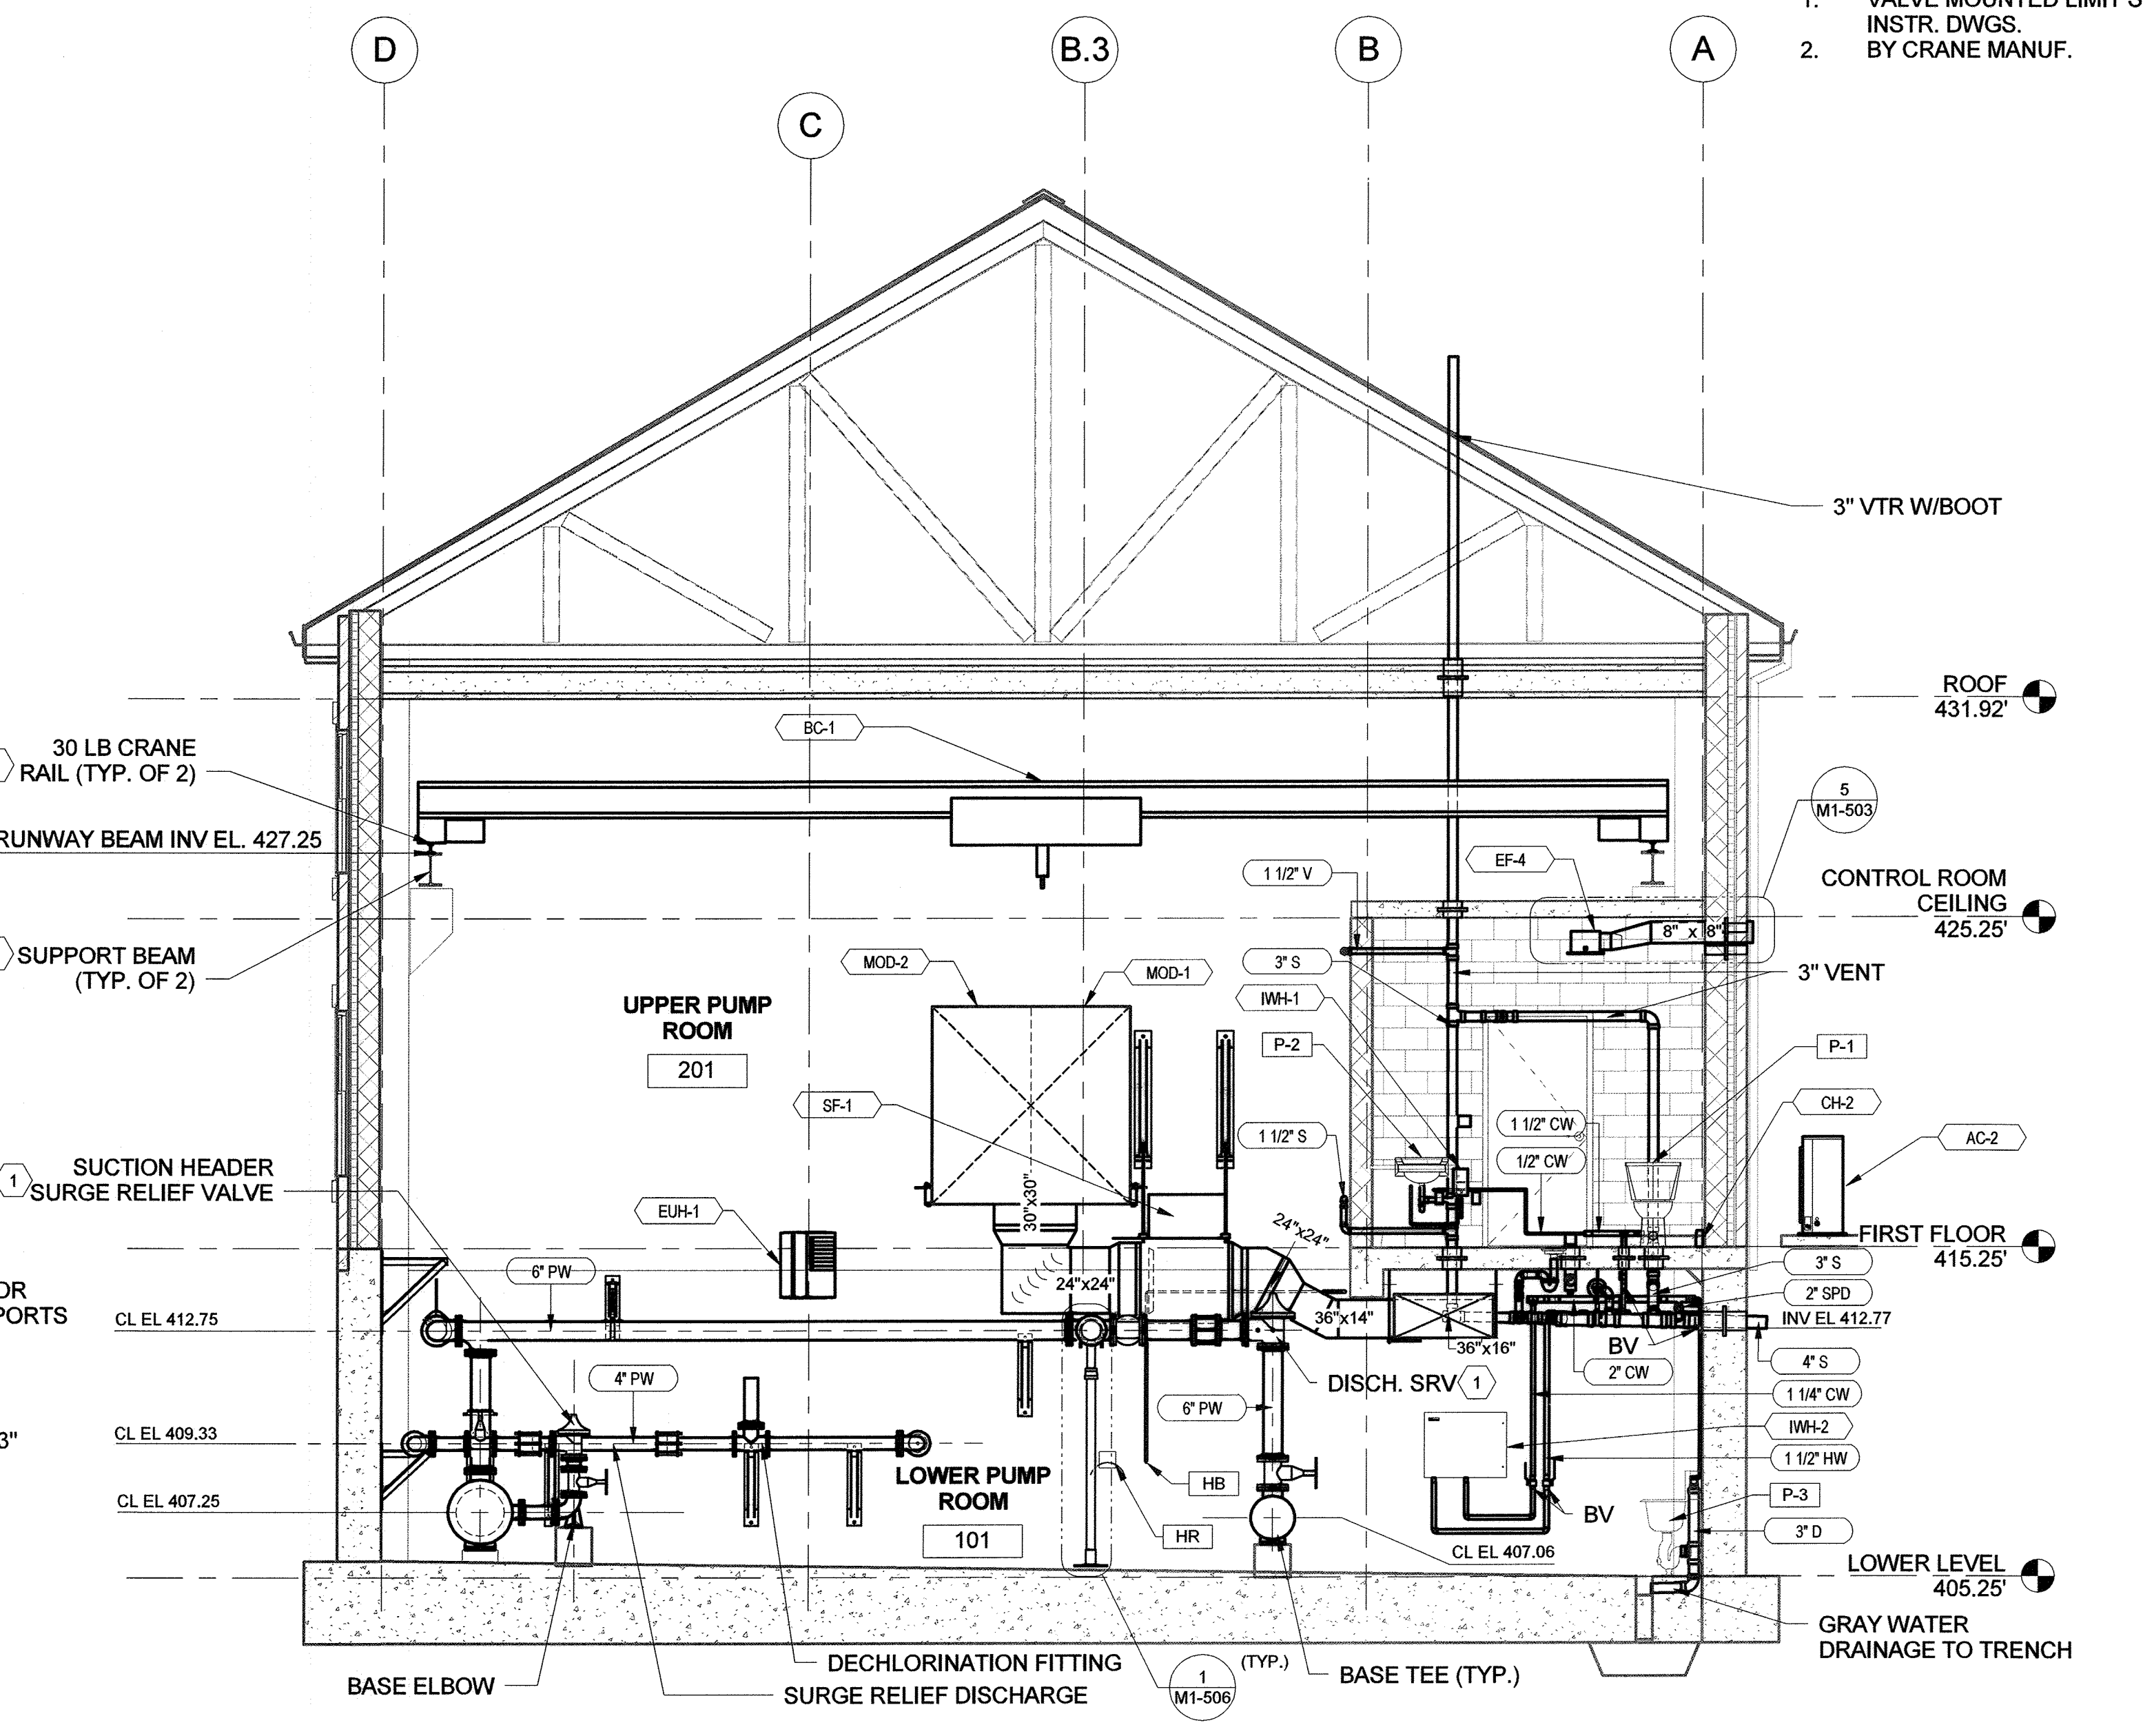 1. VALVE MOUNTED LIMIT
INSTR. DWGS.
2. BY CRANE MANUF.
D
C
B.3
B
A
3" VTR W/BOOT
ROOF
431.92'
BC-1
30 LB CRANE
RAIL (TYP. OF 2)
RUNWAY BEAM INV EL. 427.25
5
M1-503
EF-4
1 1/2" V
CONTROL ROOM
CEILING
425.25'
8" x 8"
SUPPORT BEAM
(TYP. OF 2)
MOD-2
MOD-1
3" S
3" VENT
IWH-1
UPPER PUMP
ROOM
201
P-2
P-1
SF-1
CH-2
1 1/2" CW
1 1/2" S
AC-2
1/2" CW
1
SUCTION HEADER
SURGE RELIEF VALVE
30"x30"
EUH-1
24"x24"
FIRST FLOOR
415.25'
6" PW
24"x24"
3" S
2" SPD
OR
PORTS
CL EL 412.75
36"x14"
INV EL 412.77
36"x16"
BV
4" S
2" CW
4" PW
DISCH. SRV 1
1 1/4" CW
6" PW
IWH-2
3"
CL EL 409.33
1 1/2" HW
LOWER PUMP
ROOM
101
HB
P-3
CL EL 407.25
BV
HR
3" D
CL EL 407.06
LOWER LEVEL
405.25'
GRAY WATER
DRAINAGE TO TRENCH
DECHLORINATION FITTING
(TYP.)
BASE TEE (TYP.)
BASE ELBOW
SURGE RELIEF DISCHARGE
1
M1-506